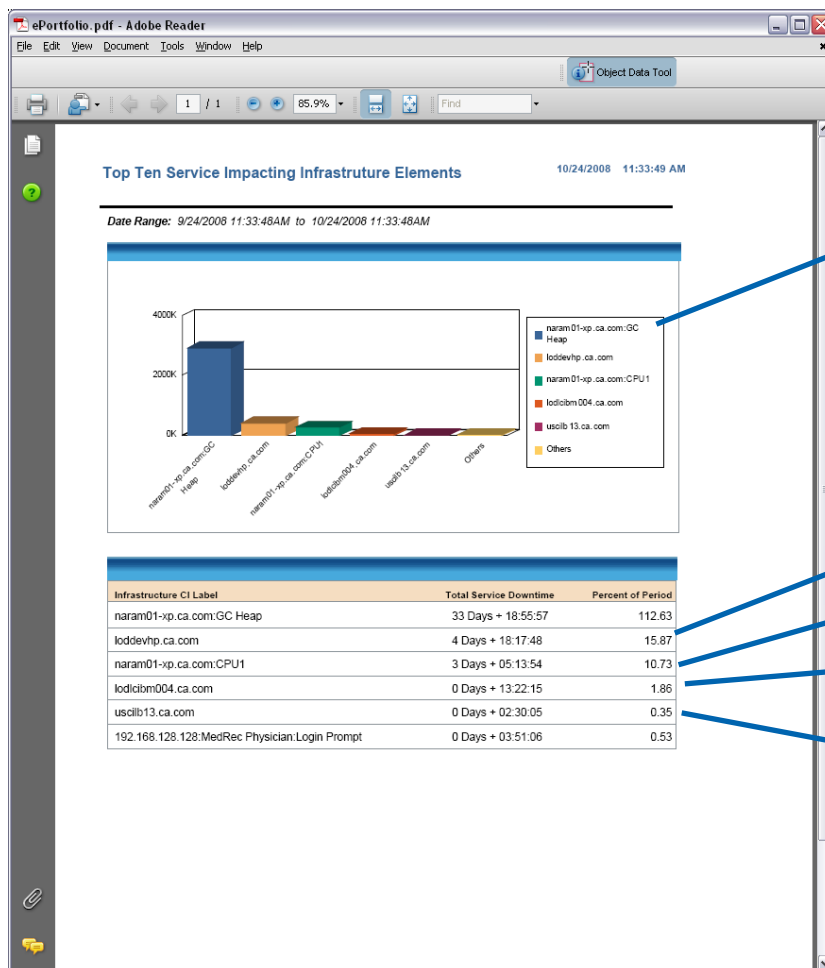 ePortfolio.pdf - Adobe Reader
File Edit View Document Tools Window Help
Object Data Tool
1 / 1 85.9% Find
Top Ten Service Impacting Infrastruture Elements
10/24/2008 11:33:49 AM
Date Range: 9/24/2008 11:33:48AM to 10/24/2008 11:33:48AM
4000K
2000K
0K
naram01-xp.ca.com:GC Heap
loddevhp.ca.com
naram01-xp.ca.com:CPU1
lodlcibm004.ca.com
uscilb13.ca.com
Others
naram01-xp.ca.com:GC
Heap
loddevhp.ca.com
naram01-xp.ca.com:CPU1
lodlcibm004.ca.com
uscilb13.ca.com
Others
Infrastructure CI Label Total Service Downtime Percent of Period
naram01-xp.ca.com:GC Heap 33 Days + 18:55:57 112.63
loddevhp.ca.com 4 Days + 18:17:48 15.87
naram01-xp.ca.com:CPU1 3 Days + 05:13:54 10.73
lodlcibm004.ca.com 0 Days + 13:22:15 1.86
uscilb13.ca.com 0 Days + 02:30:05 0.35
192.168.128.128:MedRec Physician:Login Prompt 0 Days + 03:51:06 0.53